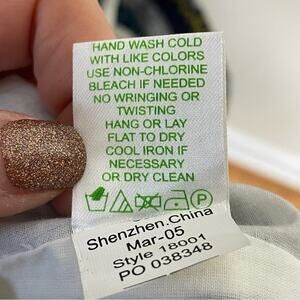 HAND WASH COLD
WITH LIKE COLORS
USE NON-CHLORINE
BLEACH IF NEEDED
NO WRINGING OR
TWISTING
HANG OR LAY
FLAT TO DRY
COOL IRON IF
NECESSARY
OR DRY CLEAN
P
Shenzhen.China
Mar-05
Style 18001
PO 038348